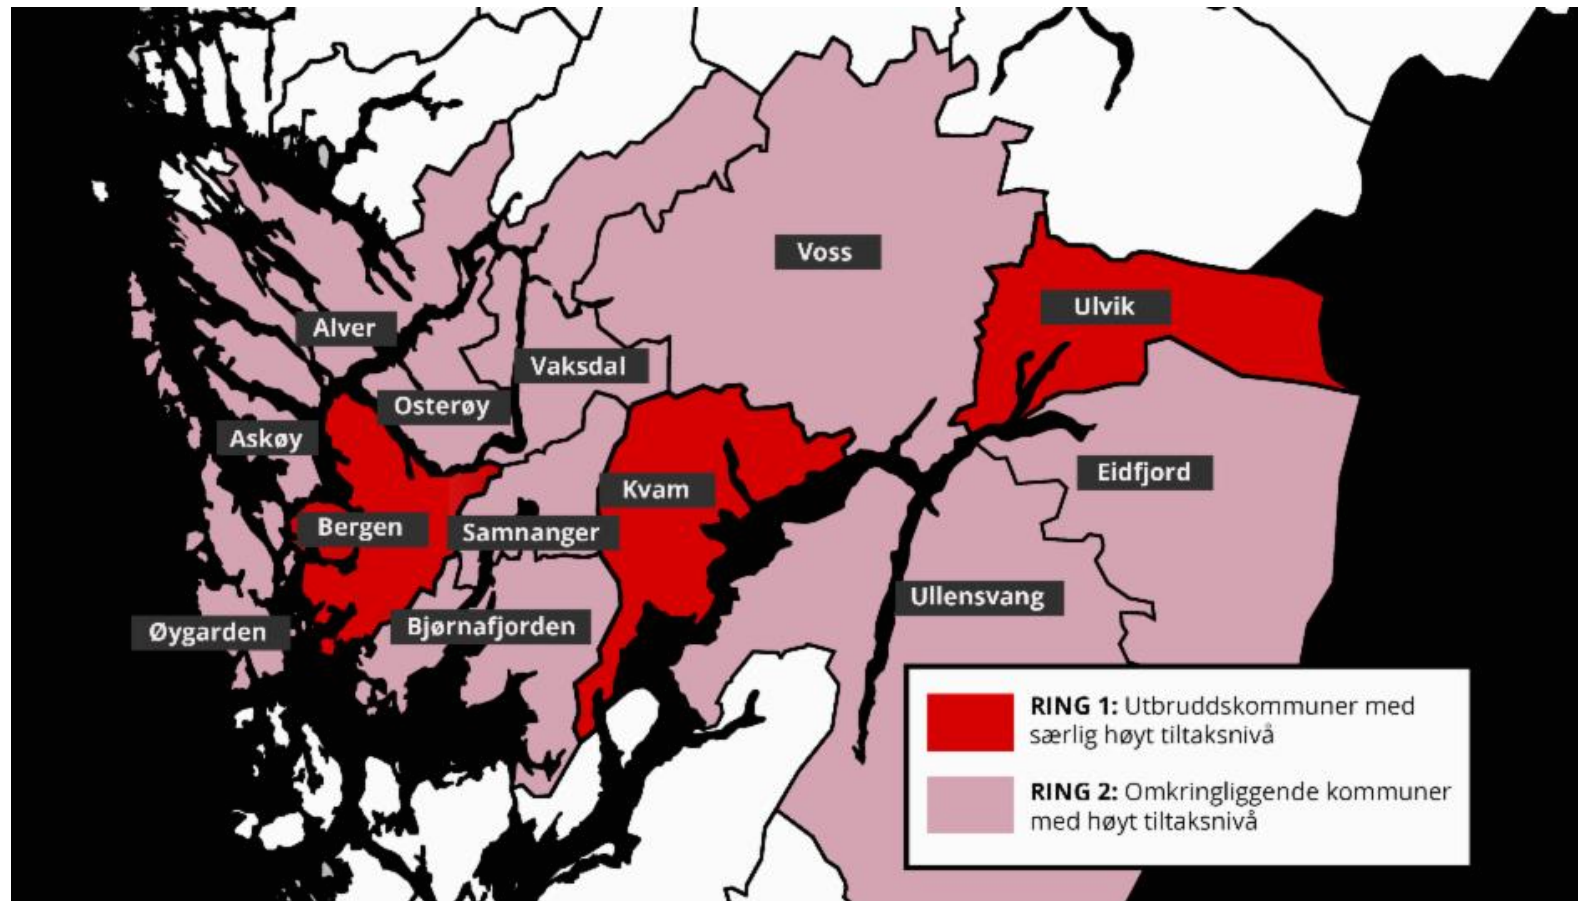 Voss
Ulvik
Alver
Vaksdal
Osterøy
Askøy
Eidfjord
Kvam
Bergen
Samnanger
Ullensvang
Bjørnafjorden
Øygarden
RING 1: Utbruddskommuner med
særlig høyt tiltaksnivå
RING 2: Omkringliggende kommuner
med høyt tiltaksnivå